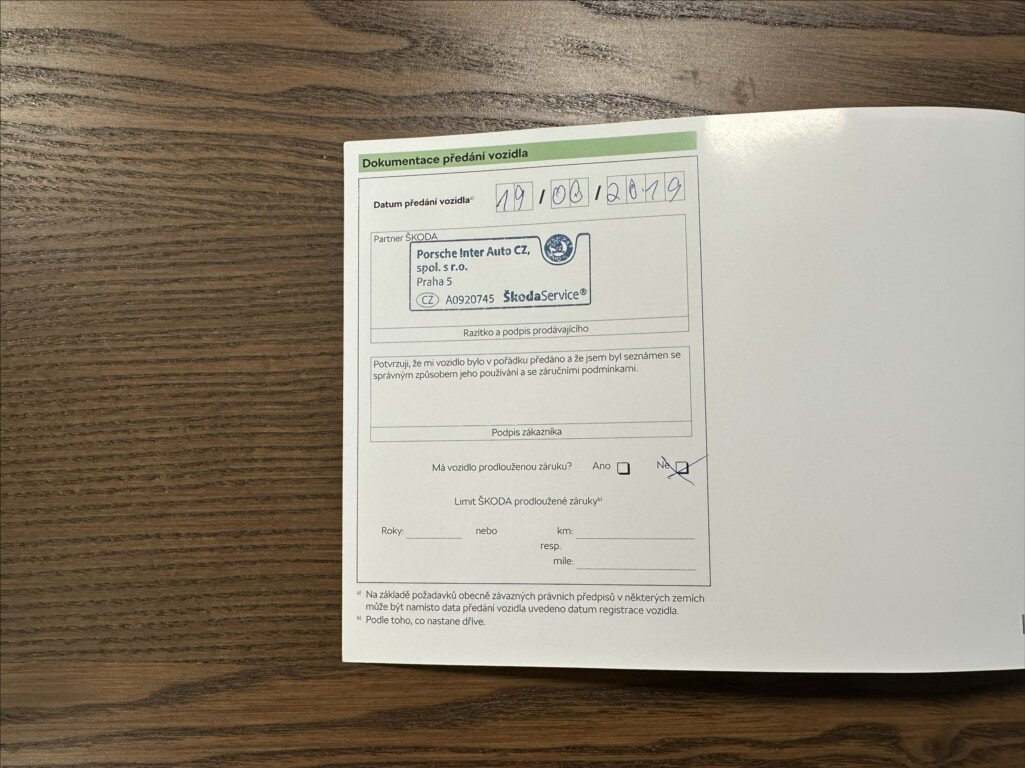 Dokumentace předání vozidla
Datum předání vozidlaᵃ⁾ 19 / 06 / 2019
Partner ŠKODA
Porsche Inter Auto CZ,
spol. s r.o.
Praha 5
CZ A0920745 ŠkodaService®
Razítko a podpis prodávajícího
Potvrzuji, že mi vozidlo bylo v pořádku předáno a že jsem byl seznámen se
správným způsobem jeho používání a se záručními podmínkami.
Podpis zákazníka
Má vozidlo prodlouženou záruku? Ano Ne
Limit ŠKODA prodloužené zárukyᵇ⁾
Roky: nebo km:
resp.
míle:
ᵃ⁾ Na základě požadavků obecně závazných právních předpisů v některých zemích
může být namísto data předání vozidla uvedeno datum registrace vozidla.
ᵇ⁾ Podle toho, co nastane dříve.